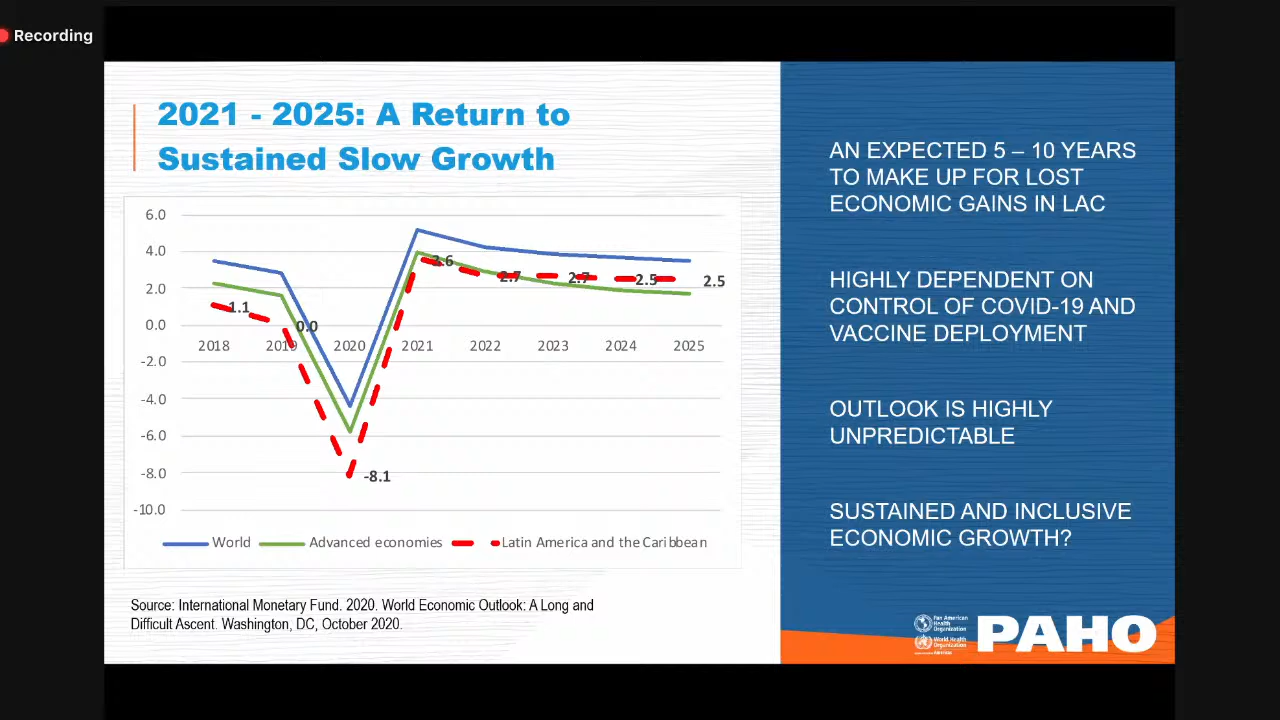 Recording
2021 - 2025: A Return to
Sustained Slow Growth
6.0
4.0
2.0
0.0
-2.0
-4.0
-6.0
-8.0
-10.0
2018 2019 2020 2021 2022 2023 2024 2025
1.1
0.0
-8.1
3.6
2.7
2.7
2.5
2.5
World Advanced economies Latin America and the Caribbean
Source: International Monetary Fund. 2020. World Economic Outlook: A Long and
Difficult Ascent. Washington, DC, October 2020.
AN EXPECTED 5 – 10 YEARS
TO MAKE UP FOR LOST
ECONOMIC GAINS IN LAC
HIGHLY DEPENDENT ON
CONTROL OF COVID-19 AND
VACCINE DEPLOYMENT
OUTLOOK IS HIGHLY
UNPREDICTABLE
SUSTAINED AND INCLUSIVE
ECONOMIC GROWTH?
Pan American
Health
Organization
World Health
Organization
PAHO